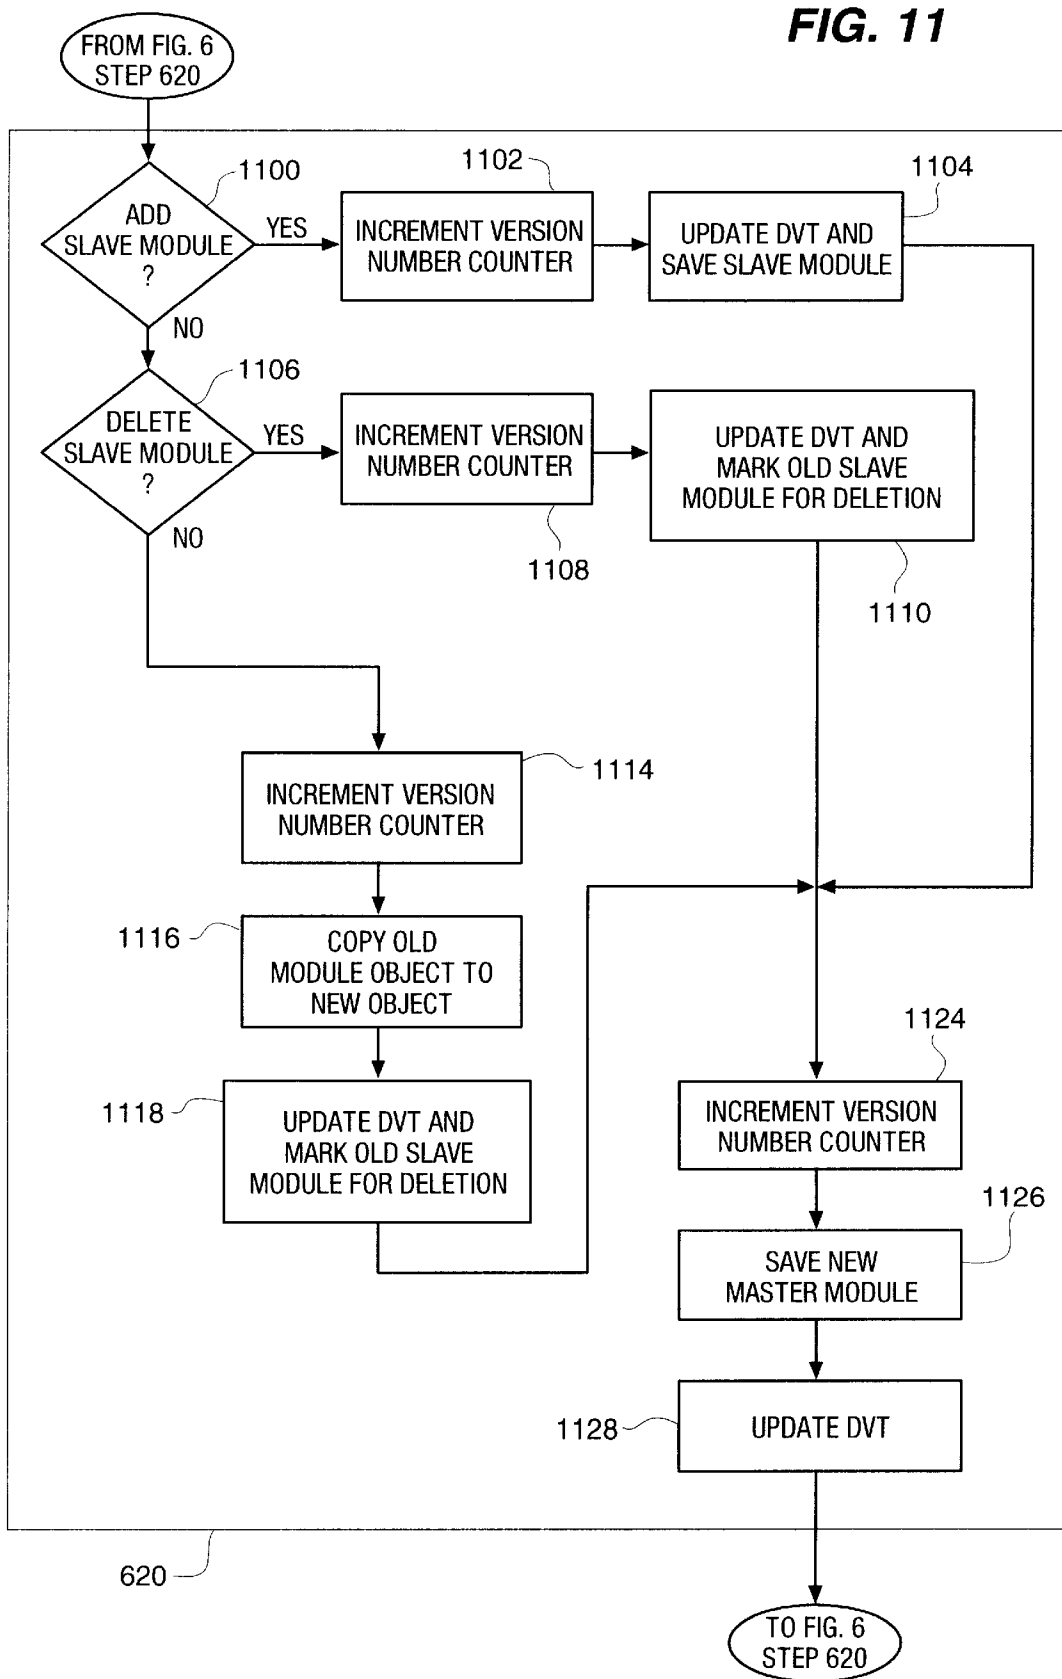 FIG. 11
FROM FIG. 6
STEP 620
1100
ADD
SLAVE MODULE
?
YES
NO
1102
INCREMENT VERSION
NUMBER COUNTER
1104
UPDATE DVT AND
SAVE SLAVE MODULE
1106
DELETE
SLAVE MODULE
?
YES
NO
INCREMENT VERSION
NUMBER COUNTER
1108
UPDATE DVT AND
MARK OLD SLAVE
MODULE FOR DELETION
1110
1114
INCREMENT VERSION
NUMBER COUNTER
1116
COPY OLD
MODULE OBJECT TO
NEW OBJECT
1118
UPDATE DVT AND
MARK OLD SLAVE
MODULE FOR DELETION
1124
INCREMENT VERSION
NUMBER COUNTER
1126
SAVE NEW
MASTER MODULE
1128
UPDATE DVT
620
TO FIG. 6
STEP 620